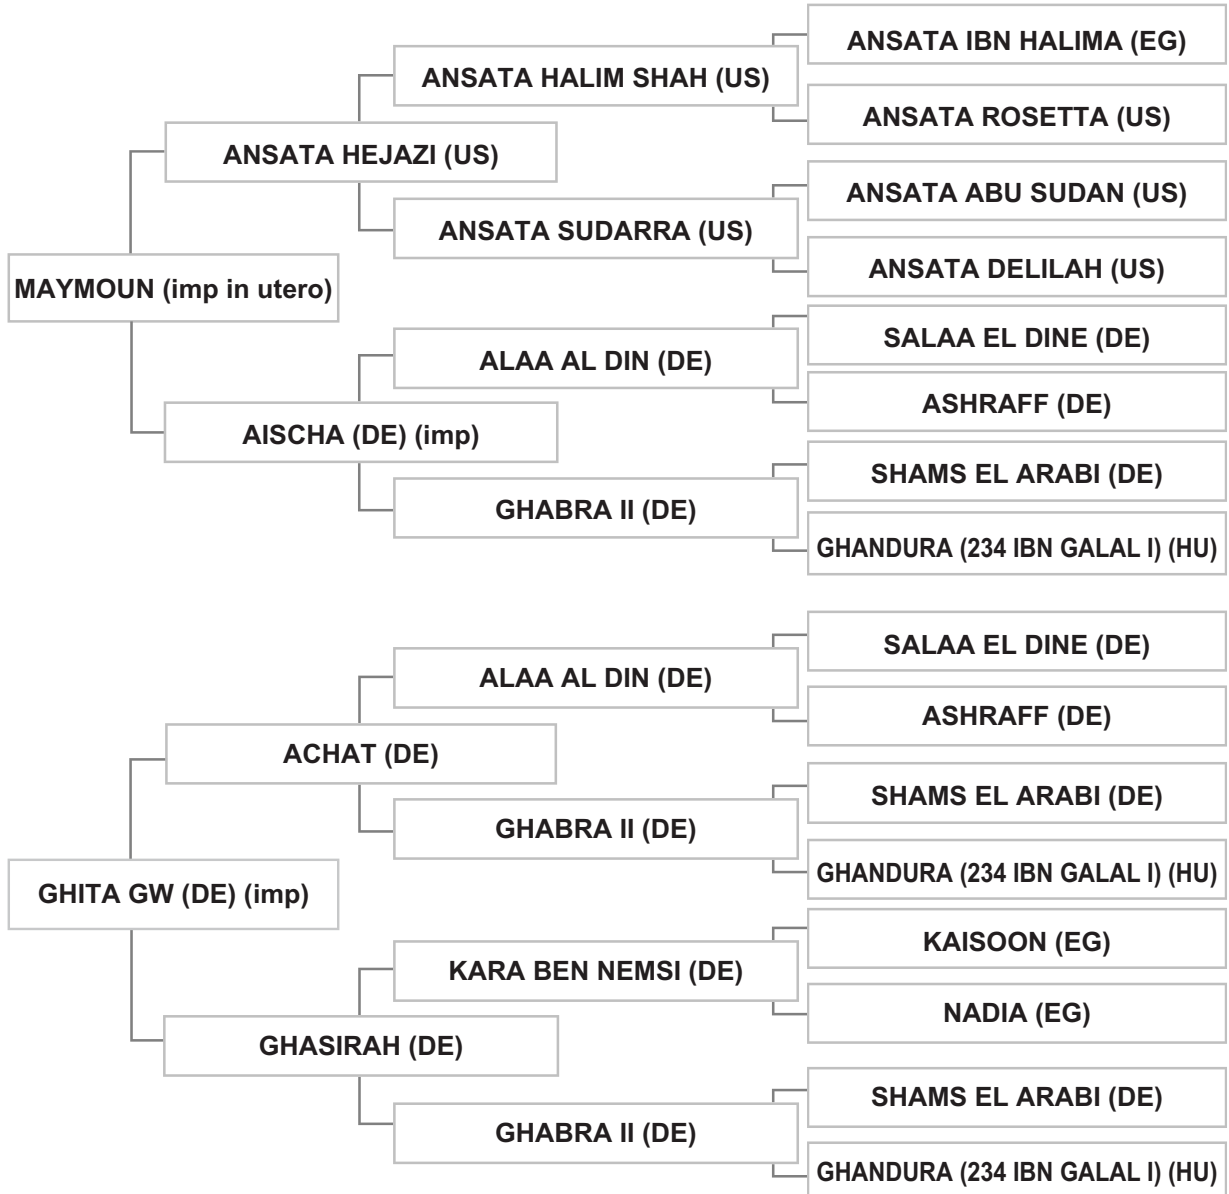 ANSATA IBN HALIMA (EG)
ANSATA HALIM SHAH (US)
ANSATA ROSETTA (US)
ANSATA HEJAZI (US)
ANSATA ABU SUDAN (US)
ANSATA SUDARRA (US)
ANSATA DELILAH (US)
MAYMOUN (imp in utero)
SALAA EL DINE (DE)
ALAA AL DIN (DE)
ASHRAFF (DE)
AISCHA (DE) (imp)
SHAMS EL ARABI (DE)
GHABRA II (DE)
GHANDURA (234 IBN GALAL I) (HU)
SALAA EL DINE (DE)
ALAA AL DIN (DE)
ASHRAFF (DE)
ACHAT (DE)
SHAMS EL ARABI (DE)
GHABRA II (DE)
GHANDURA (234 IBN GALAL I) (HU)
GHITA GW (DE) (imp)
KAISOON (EG)
KARA BEN NEMSI (DE)
NADIA (EG)
GHASIRAH (DE)
SHAMS EL ARABI (DE)
GHABRA II (DE)
GHANDURA (234 IBN GALAL I) (HU)